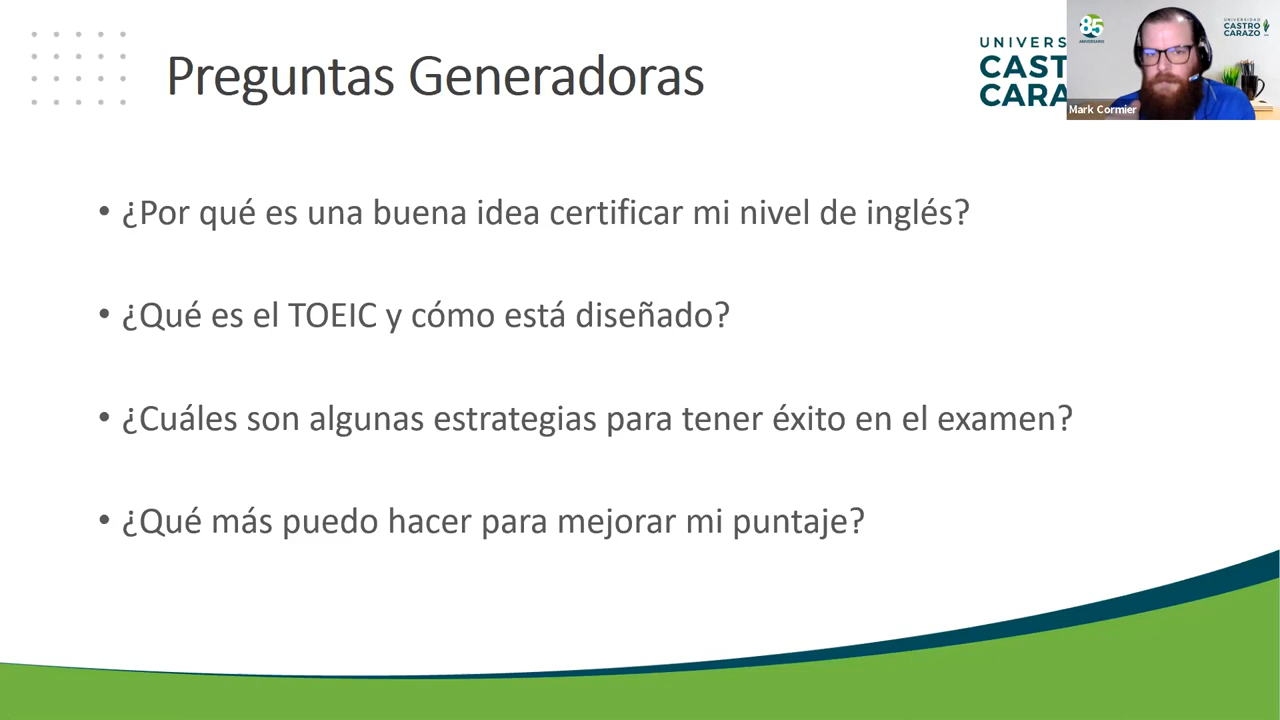 Preguntas Generadoras
UNIVERS
CAST
CARA
85
ANIVERSARIO
UNIVERSIDAD
CASTRO
CARAZO
Mark Cormier
• ¿Por qué es una buena idea certificar mi nivel de inglés?
• ¿Qué es el TOEIC y cómo está diseñado?
• ¿Cuáles son algunas estrategias para tener éxito en el examen?
• ¿Qué más puedo hacer para mejorar mi puntaje?